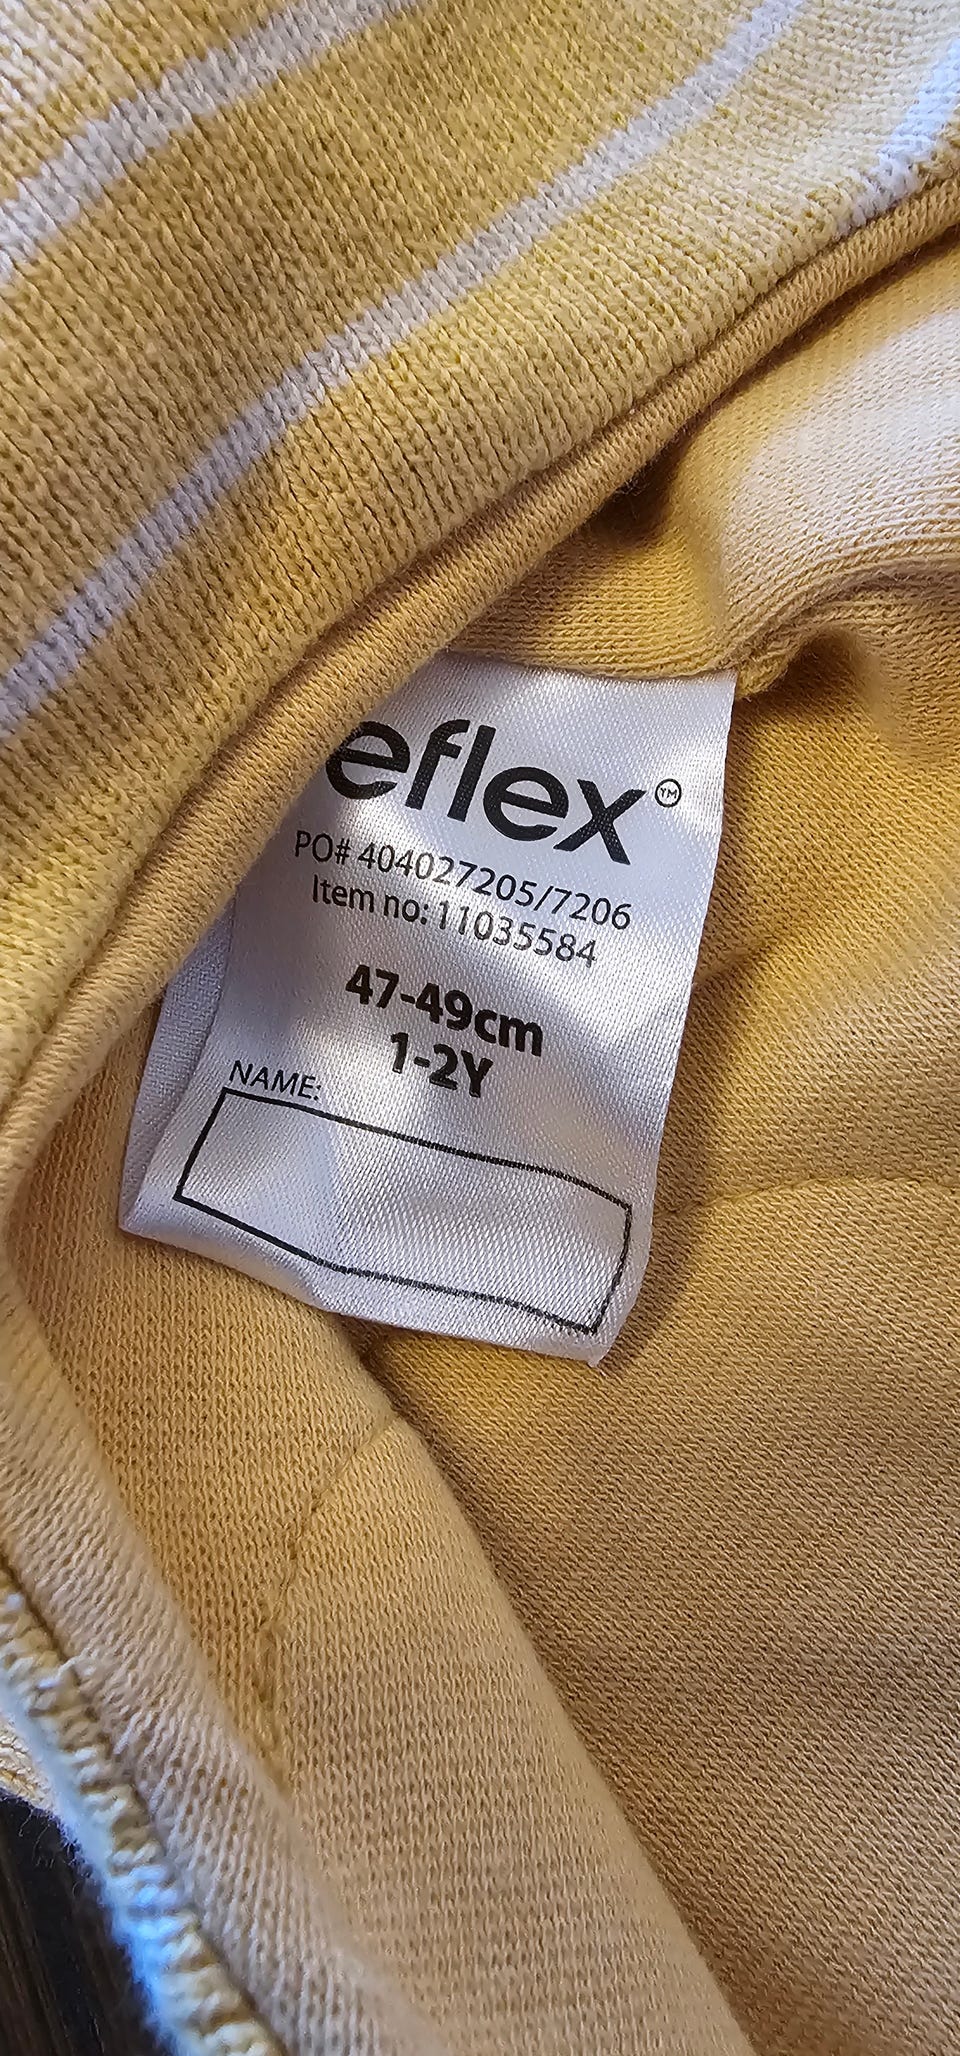 eflex™
PO# 404027205/7206
Item no: 11035584
47-49cm
1-2Y
NAME: